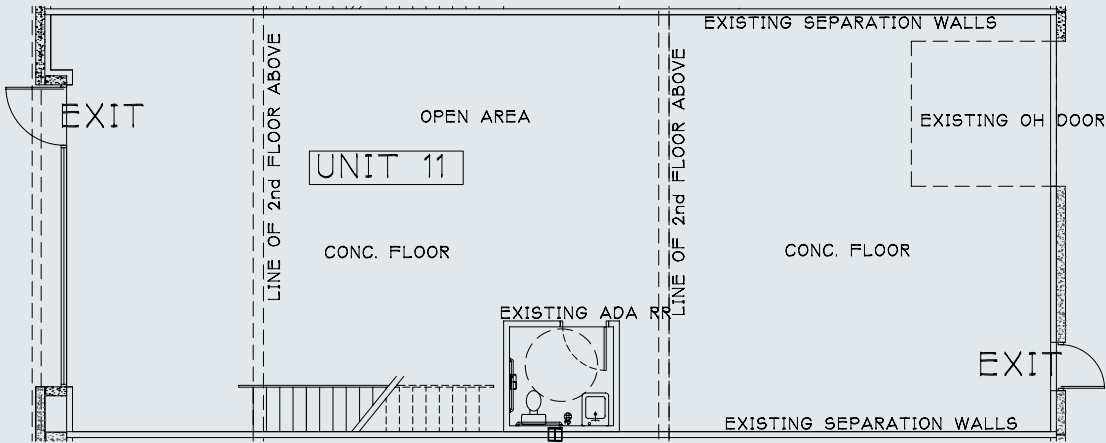 EXISTING SEPARATION WALLS
EXIT
OPEN AREA
EXISTING OH DOOR
UNIT 11
LINE OF 2nd FLOOR ABOVE
LINE OF 2nd FLOOR ABOVE
CONC. FLOOR
CONC. FLOOR
EXISTING ADA RR
EXIT
EXISTING SEPARATION WALLS